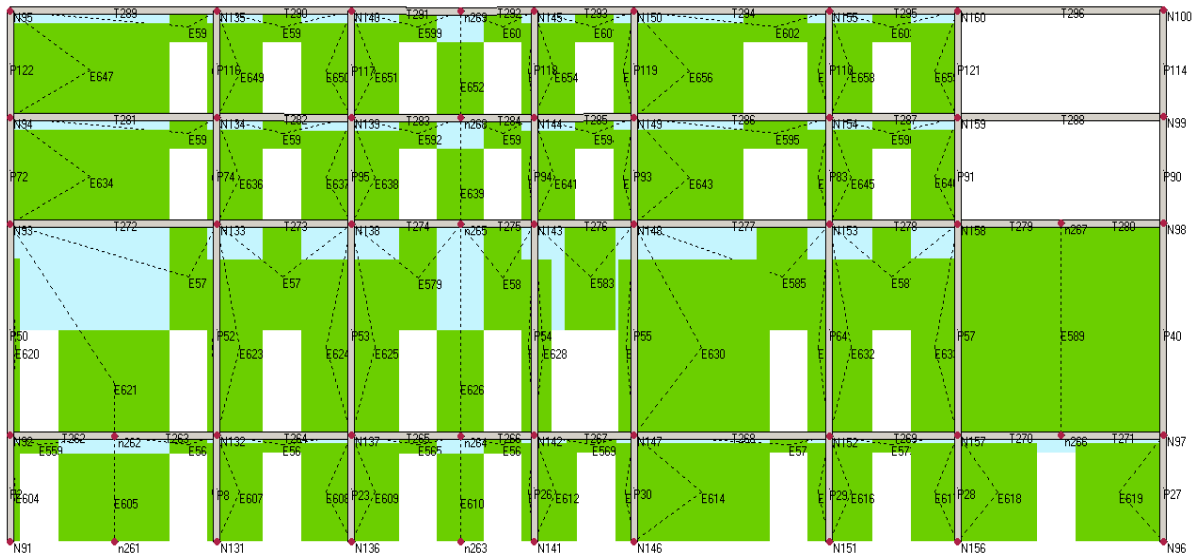 T289 T290 T291 T292 T293 T294 T295 T296
N95 N135 N140 n269 N145 N150 N155 N160 N100
E59 E59 E599 E60 E60 E602 E60
P122 E647 P116 E649 E650 P117 E651 E652 P118 E654 P119 E656 P110 E658 E65 P121 P114
T281 T282 T283 T284 T285 T286 T287 T288
N94 N134 N139 n268 N144 N149 N154 N159 N99
E59 E59 E592 E59 E59 E595 E59
P72 E634 P74 E636 E637 P95 E638 E639 P94 E641 P93 E643 P83 E645 E64 P91 P90
T272 T273 T274 T275 T276 T277 T278 T279 T280
N93 N133 N138 n265 N143 N148 N153 N158 n267 N98
E57 E57 E579 E58 E583 E585 E58
P50 P52 P53 P54 P55 P64 P57 E589 P40
E620 E623 E624 E625 E628 E630 E632 E63
E621 E626
T262 T263 T264 T265 T266 T267 T268 T269 T270 T271
N92 n262 N132 N137 n264 N142 N147 N152 N157 n266 N97
E559 E56 E56 E565 E56 E569 E57 E57
E604 E605 P8 E607 E608 P23 E609 E610 P26 E612 P30 E614 P29 E616 E61 P28 E618 E619 P27
N91 n261 N131 N136 n263 N141 N146 N151 N156 N96